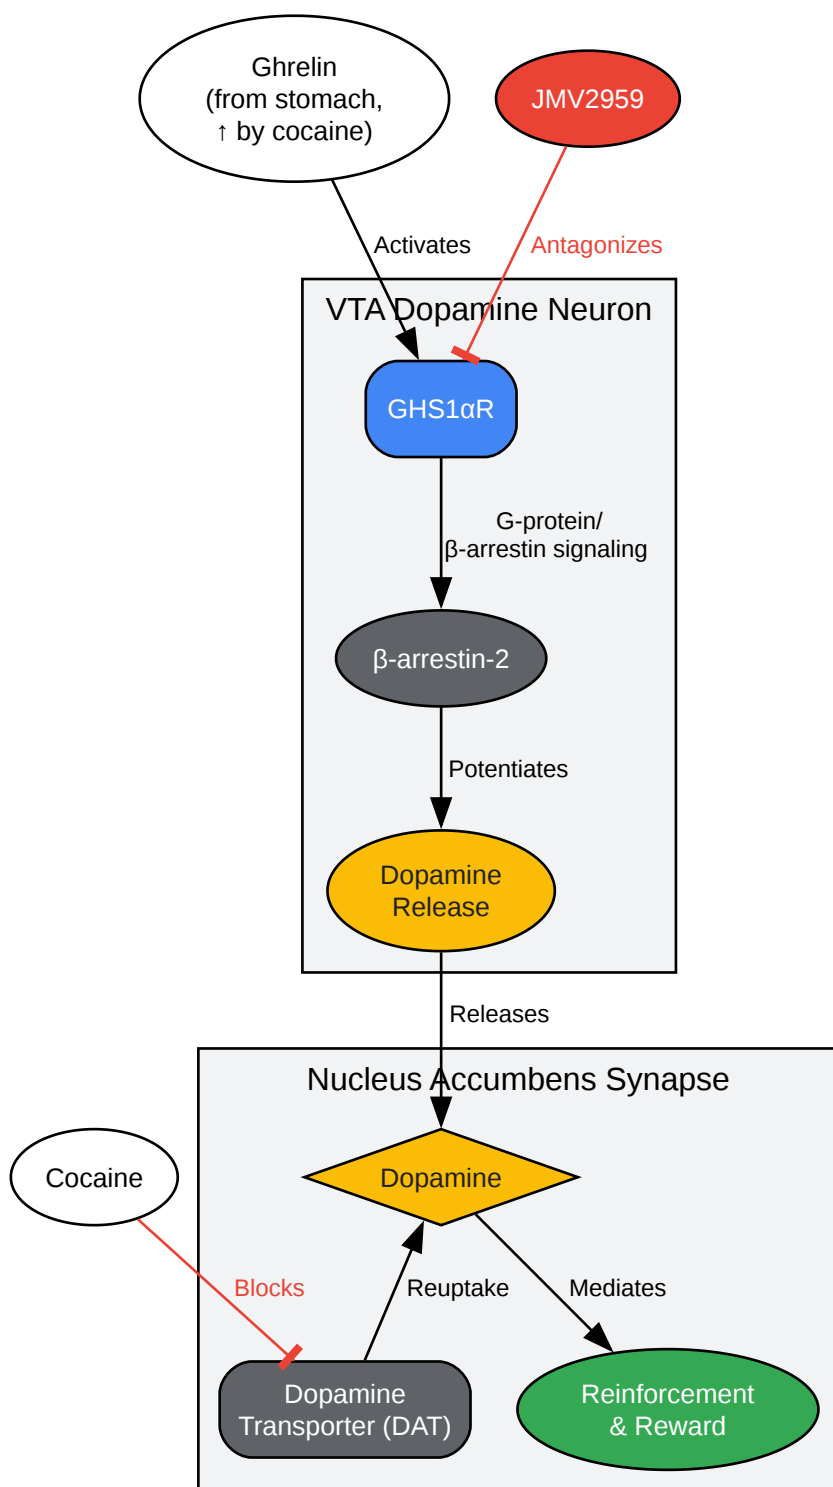 Ghrelin
(from stomach,
↑ by cocaine)
JMV2959
Activates
Antagonizes
VTA Dopamine Neuron
GHS1αR
G-protein/
β-arrestin signaling
β-arrestin-2
Potentiates
Dopamine
Release
Releases
Nucleus Accumbens Synapse
Cocaine
Dopamine
Blocks
Reuptake
Mediates
Dopamine
Transporter (DAT)
Reinforcement
& Reward